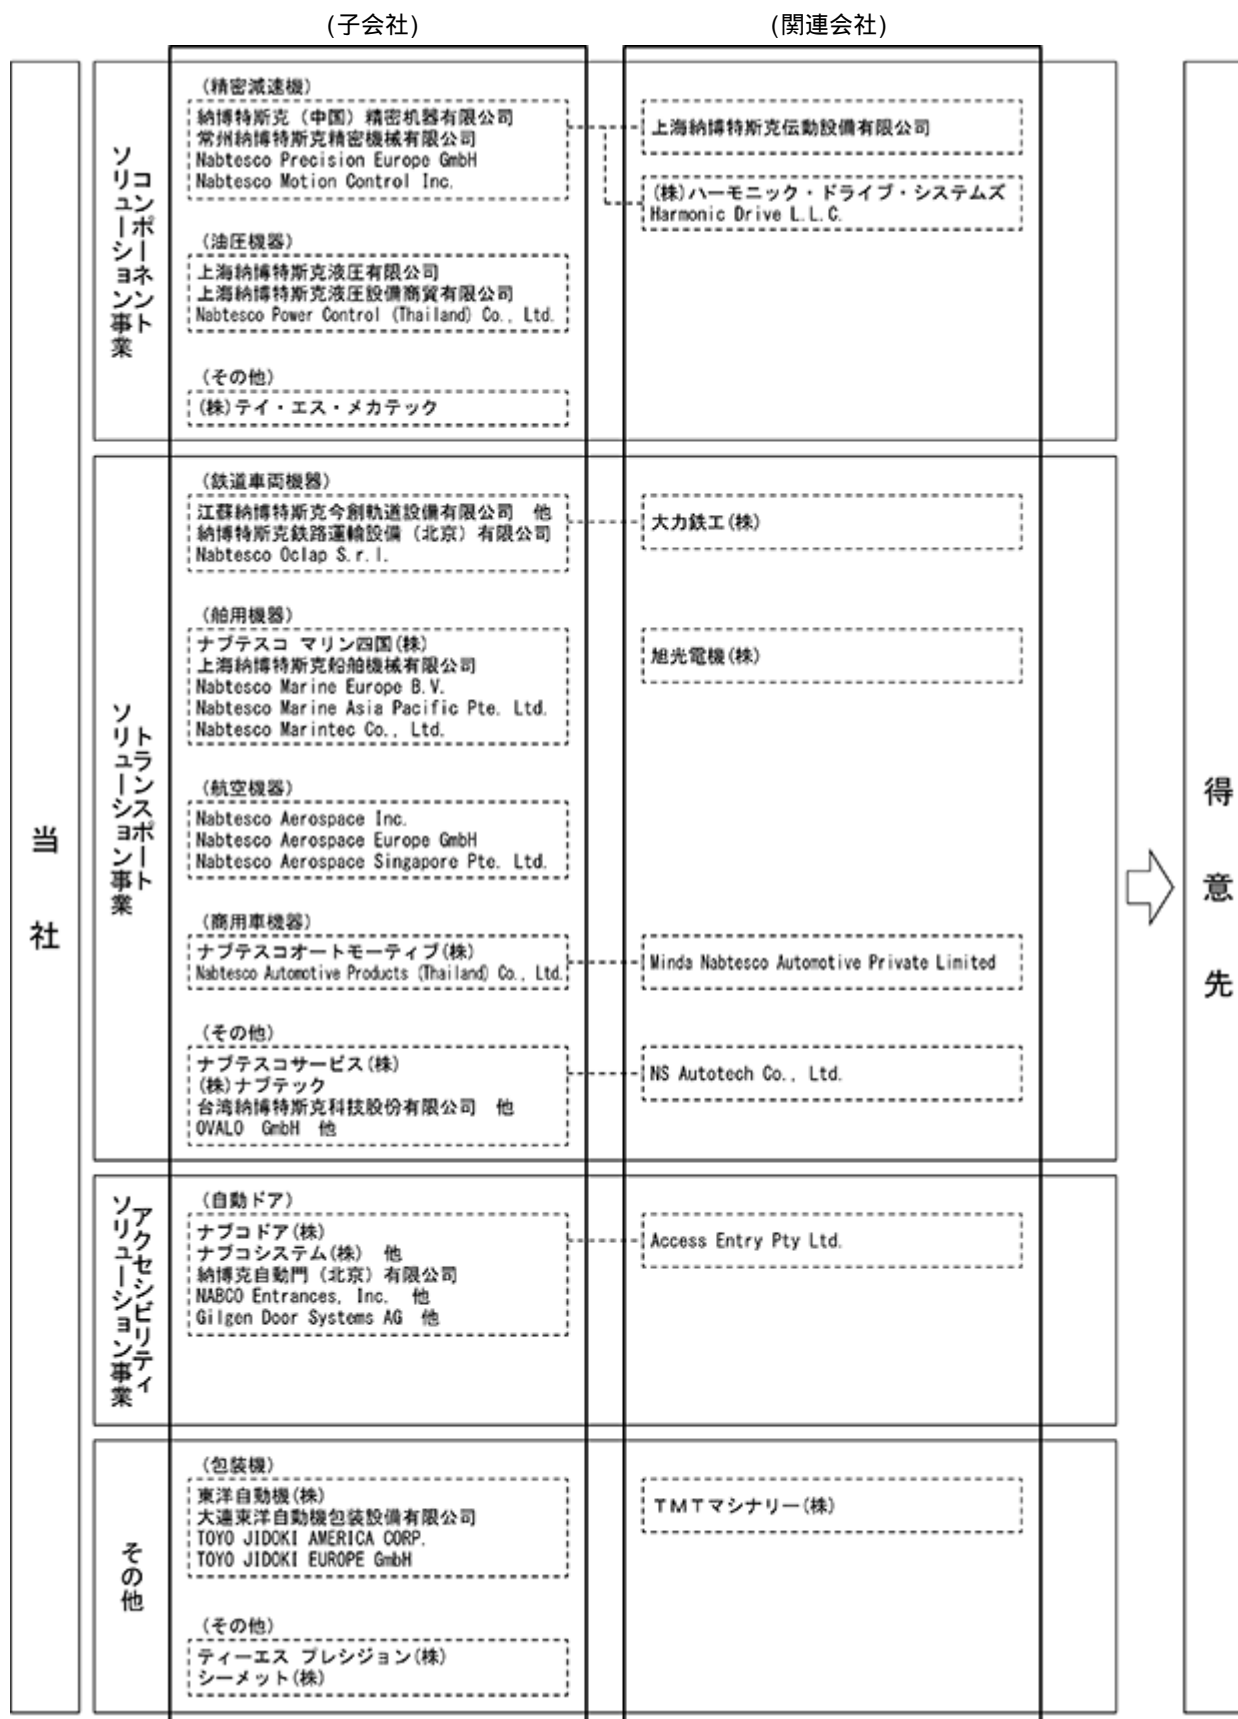 (子会社)
(関連会社)
当社
コンポーネント
ソリューション事業
(精密減速機)
納博特斯克（中国）精密机器有限公司
常州納博特斯克精密機械有限公司
Nabtesco Precision Europe GmbH
Nabtesco Motion Control Inc.
上海納博特斯克伝動設備有限公司
(株)ハーモニック・ドライブ・システムズ
Harmonic Drive L.L.C.
(油圧機器)
上海納博特斯克液圧有限公司
上海納博特斯克液圧設備商貿有限公司
Nabtesco Power Control (Thailand) Co., Ltd.
(その他)
(株)テイ・エス・メカテック
トランスポート
ソリューション事業
(鉄道車両機器)
江蘇納博特斯克今創軌道設備有限公司　他
納博特斯克鉄路運輸設備（北京）有限公司
Nabtesco Oclap S.r.l.
大力鉄工(株)
(舶用機器)
ナブテスコ マリン四国(株)
上海納博特斯克船舶機械有限公司
Nabtesco Marine Europe B.V.
Nabtesco Marine Asia Pacific Pte. Ltd.
Nabtesco Marintec Co., Ltd.
旭光電機(株)
(航空機器)
Nabtesco Aerospace Inc.
Nabtesco Aerospace Europe GmbH
Nabtesco Aerospace Singapore Pte. Ltd.
(商用車機器)
ナブテスコオートモーティブ(株)
Nabtesco Automotive Products (Thailand) Co., Ltd.
Minda Nabtesco Automotive Private Limited
(その他)
ナブテスコサービス(株)
(株)ナブテック
台湾納博特斯克科技股份有限公司　他
OVALO GmbH　他
NS Autotech Co., Ltd.
アクセシビリティ
ソリューション事業
(自動ドア)
ナブコドア(株)
ナブコシステム(株)　他
納博克自動門（北京）有限公司
NABCO Entrances, Inc.　他
Gilgen Door Systems AG　他
Access Entry Pty Ltd.
その他
(包装機)
東洋自動機(株)
大連東洋自動機包装設備有限公司
TOYO JIDOKI AMERICA CORP.
TOYO JIDOKI EUROPE GmbH
ＴＭＴマシナリー(株)
(その他)
ティーエス プレシジョン(株)
シーメット(株)
得意先